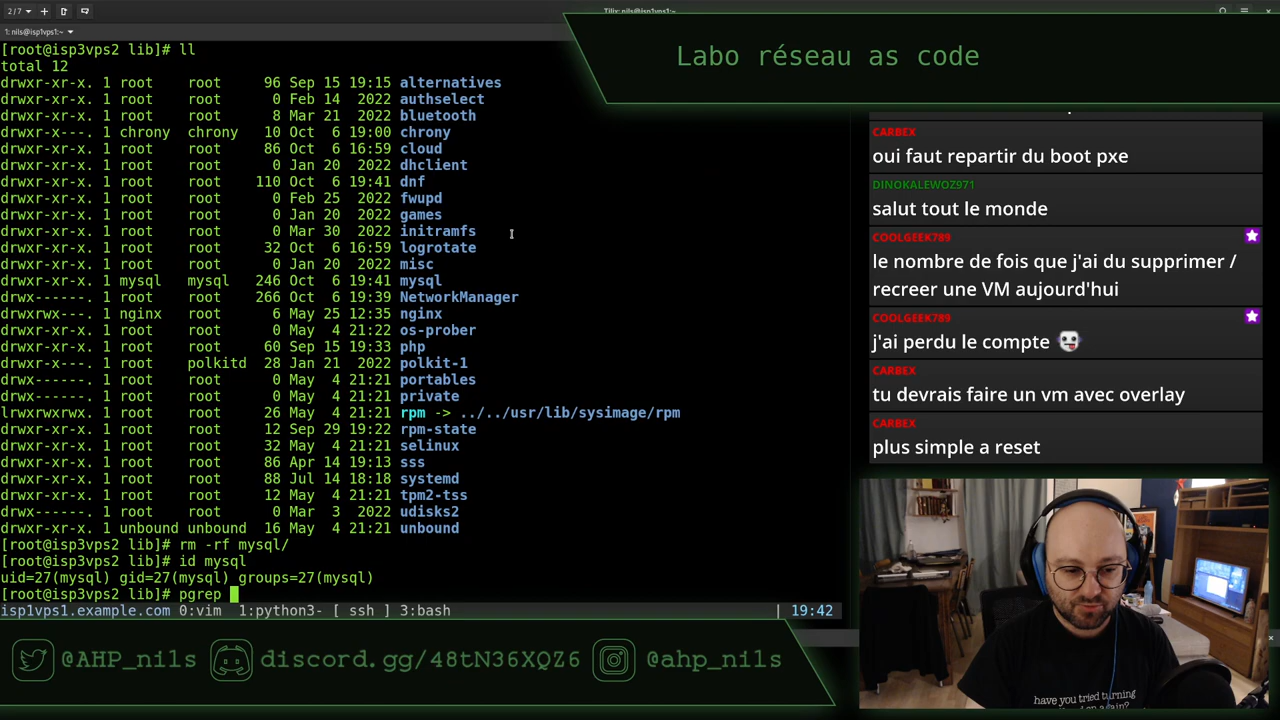 2/7
Tilix: nils@isp1vps1:~
1: nils@isp1vps1:~
[root@isp3vps2 lib]# ll
total 12
drwxr-xr-x. 1 root    root     96 Sep 15 19:15 alternatives
drwxr-xr-x. 1 root    root      0 Feb 14  2022 authselect
drwxr-xr-x. 1 root    root      8 Mar 21  2022 bluetooth
drwxr-x---. 1 chrony  chrony   10 Oct  6 19:00 chrony
drwxr-xr-x. 1 root    root     86 Oct  6 16:59 cloud
drwxr-xr-x. 1 root    root      0 Jan 20  2022 dhclient
drwxr-xr-x. 1 root    root    110 Oct  6 19:41 dnf
drwxr-xr-x. 1 root    root      0 Feb 25  2022 fwupd
drwxr-xr-x. 1 root    root      0 Jan 20  2022 games
drwxr-xr-x. 1 root    root      0 Mar 30  2022 initramfs
drwxr-xr-x. 1 root    root     32 Oct  6 16:59 logrotate
drwxr-xr-x. 1 root    root      0 Jan 20  2022 misc
drwxr-xr-x. 1 mysql   mysql   246 Oct  6 19:41 mysql
drwx------. 1 root    root    266 Oct  6 19:39 NetworkManager
drwxrwx---. 1 nginx   root      6 May 25 12:35 nginx
drwxr-xr-x. 1 root    root      0 May  4 21:22 os-prober
drwxr-xr-x. 1 root    root     60 Sep 15 19:33 php
drwxr-x---. 1 root    polkitd  28 Jan 21  2022 polkit-1
drwx------. 1 root    root      0 May  4 21:21 portables
drwx------. 1 root    root      0 May  4 21:21 private
lrwxrwxrwx. 1 root    root     26 May  4 21:21 rpm -> ../../usr/lib/sysimage/rpm
drwxr-xr-x. 1 root    root     12 Sep 29 19:22 rpm-state
drwxr-xr-x. 1 root    root     32 May  4 21:21 selinux
drwxr-xr-x. 1 root    root     86 Apr 14 19:13 sss
drwxr-xr-x. 1 root    root     88 Jul 14 18:18 systemd
drwxr-xr-x. 1 root    root     12 May  4 21:21 tpm2-tss
drwx------. 1 root    root      0 Mar  3  2022 udisks2
drwxr-xr-x. 1 unbound unbound  16 May  4 21:21 unbound
[root@isp3vps2 lib]# rm -rf mysql/
[root@isp3vps2 lib]# id mysql
uid=27(mysql) gid=27(mysql) groups=27(mysql)
[root@isp3vps2 lib]# pgrep
isp1vps1.example.com 0:vim  1:python3- [ ssh ] 3:bash | 19:42
Labo réseau as code
CARBEX
oui faut repartir du boot pxe
DINOKALEWOZ971
salut tout le monde
COOLGEEK789
le nombre de fois que j'ai du supprimer /
recreer une VM aujourd'hui
COOLGEEK789
j'ai perdu le compte
CARBEX
tu devrais faire un vm avec overlay
CARBEX
plus simple a reset
have you tried turning
@AHP_nils
discord.gg/48tN36XQZ6
@ahp_nils